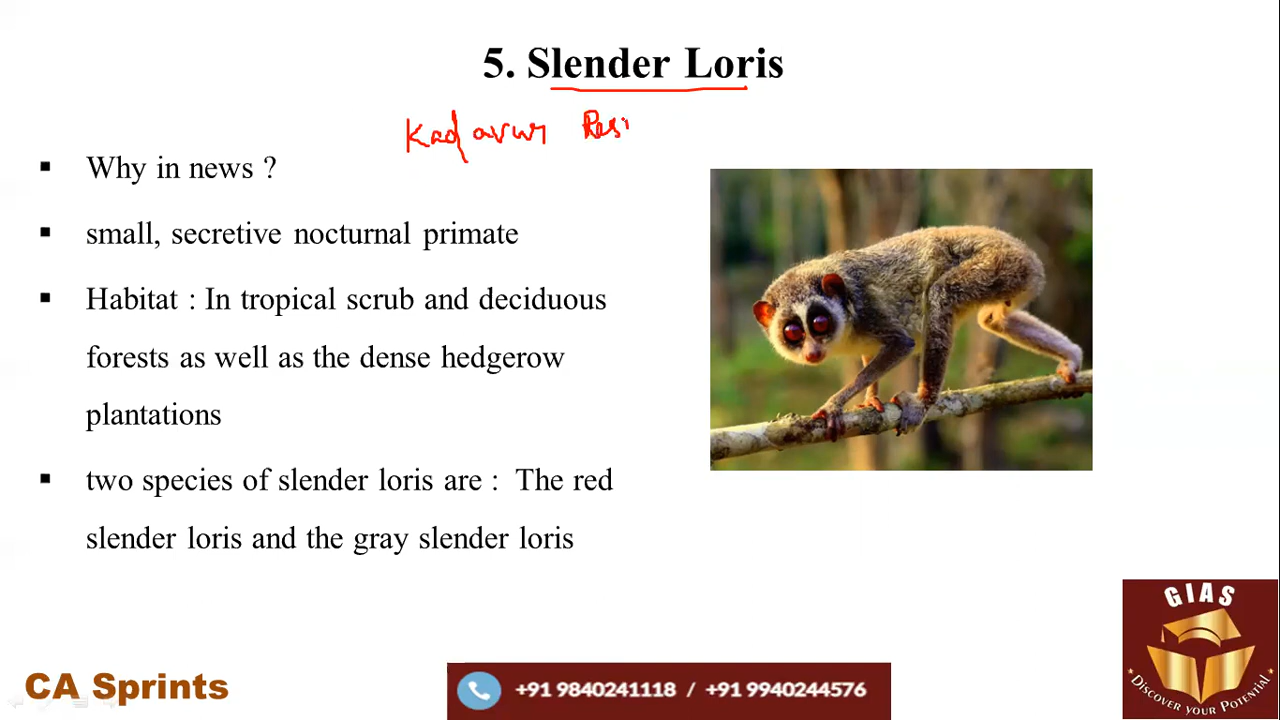 5. Slender Loris
Kadavur Res
▪ Why in news ?
▪ small, secretive nocturnal primate
▪ Habitat : In tropical scrub and deciduous
forests as well as the dense hedgerow
plantations
▪ two species of slender loris are : The red
slender loris and the gray slender loris
GIAS
DISCOVER YOUR POTENTIAL
CA Sprints
+91 9840241118 / +91 9940244576